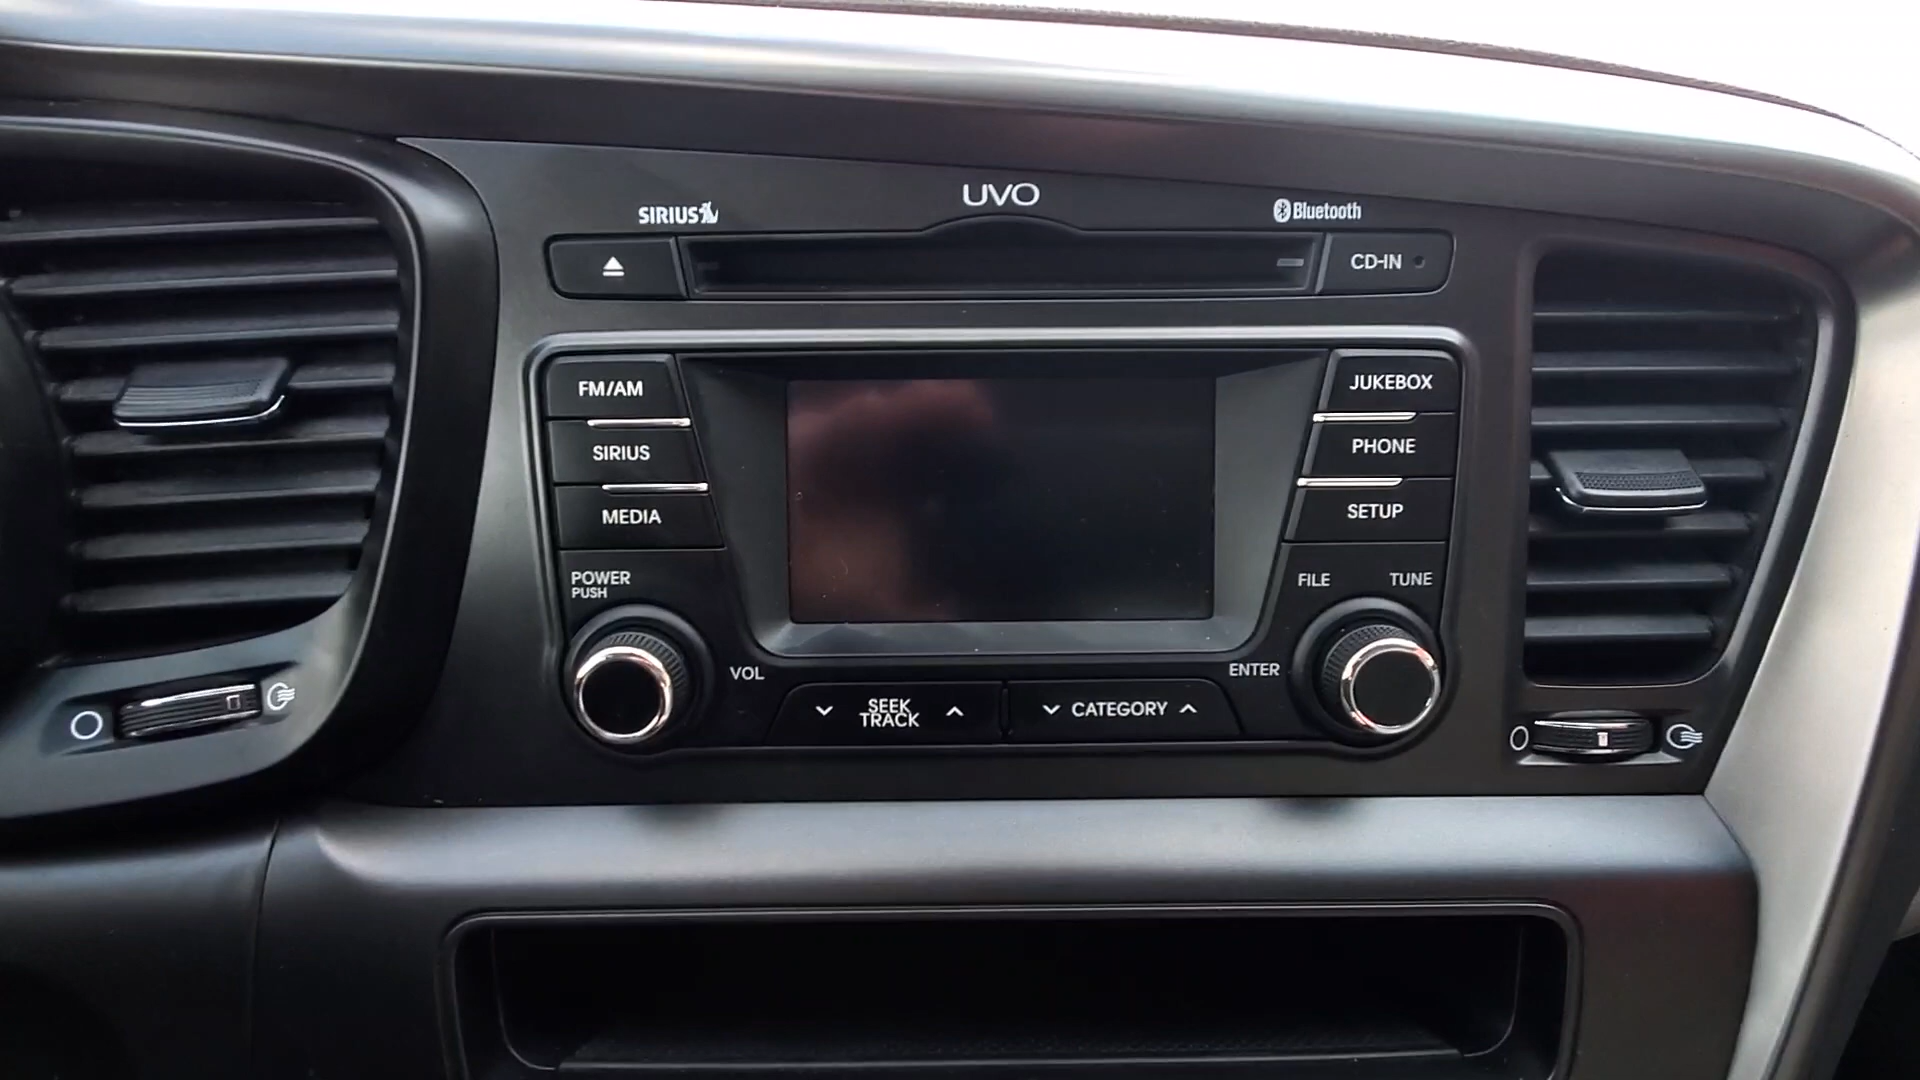 UVO
SIRIUS
Bluetooth
CD-IN
FM/AM
JUKEBOX
SIRIUS
PHONE
MEDIA
SETUP
POWER
PUSH
FILE
TUNE
VOL
ENTER
SEEK
TRACK
CATEGORY